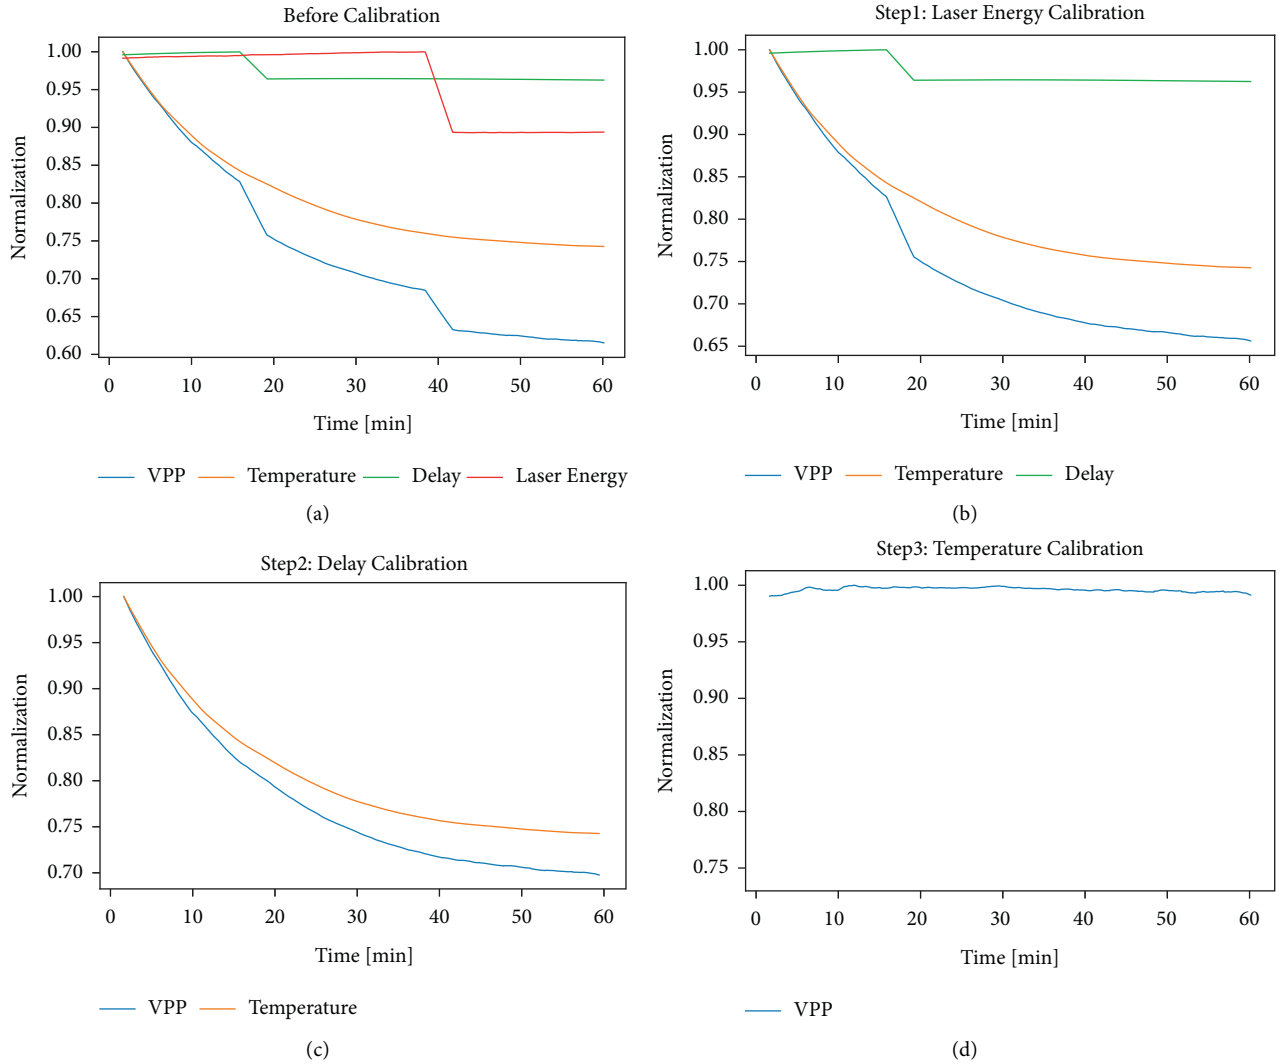 Before Calibration
1.00
0.95
0.90
0.85
0.80
0.75
0.70
0.65
0.60
Normalization
0 10 20 30 40 50 60
Time [min]
VPP Temperature Delay Laser Energy
(a)
Step1: Laser Energy Calibration
1.00
0.95
0.90
0.85
0.80
0.75
0.70
0.65
Normalization
0 10 20 30 40 50 60
Time [min]
VPP Temperature Delay
(b)
Step2: Delay Calibration
1.00
0.90
0.85
0.80
0.75
0.70
Normalization
0 10 20 30 40 50 60
Time [min]
VPP Temperature
(c)
Step3: Temperature Calibration
1.00
0.95
0.90
0.85
0.80
0.75
Normalization
0 10 20 30 40 50 60
Time [min]
VPP
(d)